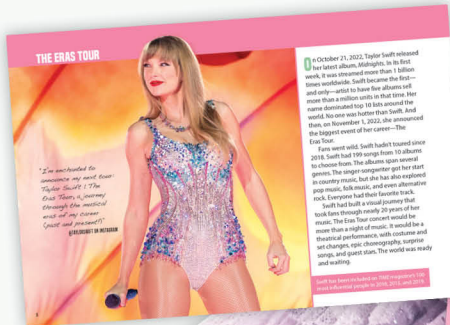 THE ERAS TOUR
"I'm enchanted to
announce my next tour:
Taylor Swift | The
Eras Tour, a journey
through the musical
eras of my career
(past and present!)"
@TAYLORSWIFT ON INSTAGRAM
On October 21, 2022, Taylor Swift released
her latest album, Midnights. In its first
week, it was streamed more than 1 billion
times worldwide. Swift became the first—
and only—artist to have five albums sell
more than a million units in that time. Her
name dominated top 10 lists around the
world. No one was hotter than Swift. And
then, on November 1, 2022, she announced
the biggest event of her career—The
Eras Tour.
Fans went wild. Swift hadn't toured since
2018. Swift had 199 songs from 10 albums
to choose from. The albums span several
genres. The singer-songwriter got her start
in country music, but she has also explored
pop music, folk music, and even alternative
rock. Everyone had their favorite track.
Swift had built a visual journey that
took fans through nearly 20 years of her
music. The Eras Tour concert would be
more than a night of music. It would be a
theatrical performance, with costume and
set changes, epic choreography, surprise
songs, and guest stars. The world was ready
and waiting.
Swift has been included on TIME magazine's 100
most influential people in 2010, 2015, and 2019.